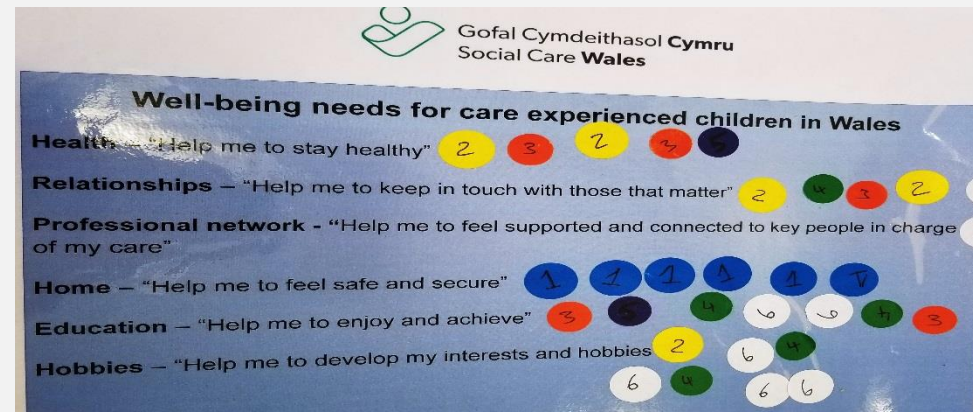 Gofal Cymdeithasol Cymru
Social Care Wales
Well-being needs for care experienced children in Wales
Health – "Help me to stay healthy" 2 3 2 3 5
Relationships – "Help me to keep in touch with those that matter" 2 4 3 2
Professional network - "Help me to feel supported and connected to key people in charge
of my care"
Home – "Help me to feel safe and secure" 1 1 1 1 1
Education – "Help me to enjoy and achieve" 3 5 4 6 6 4 3
Hobbies – "Help me to develop my interests and hobbies 2 6 4
6 4 6 6